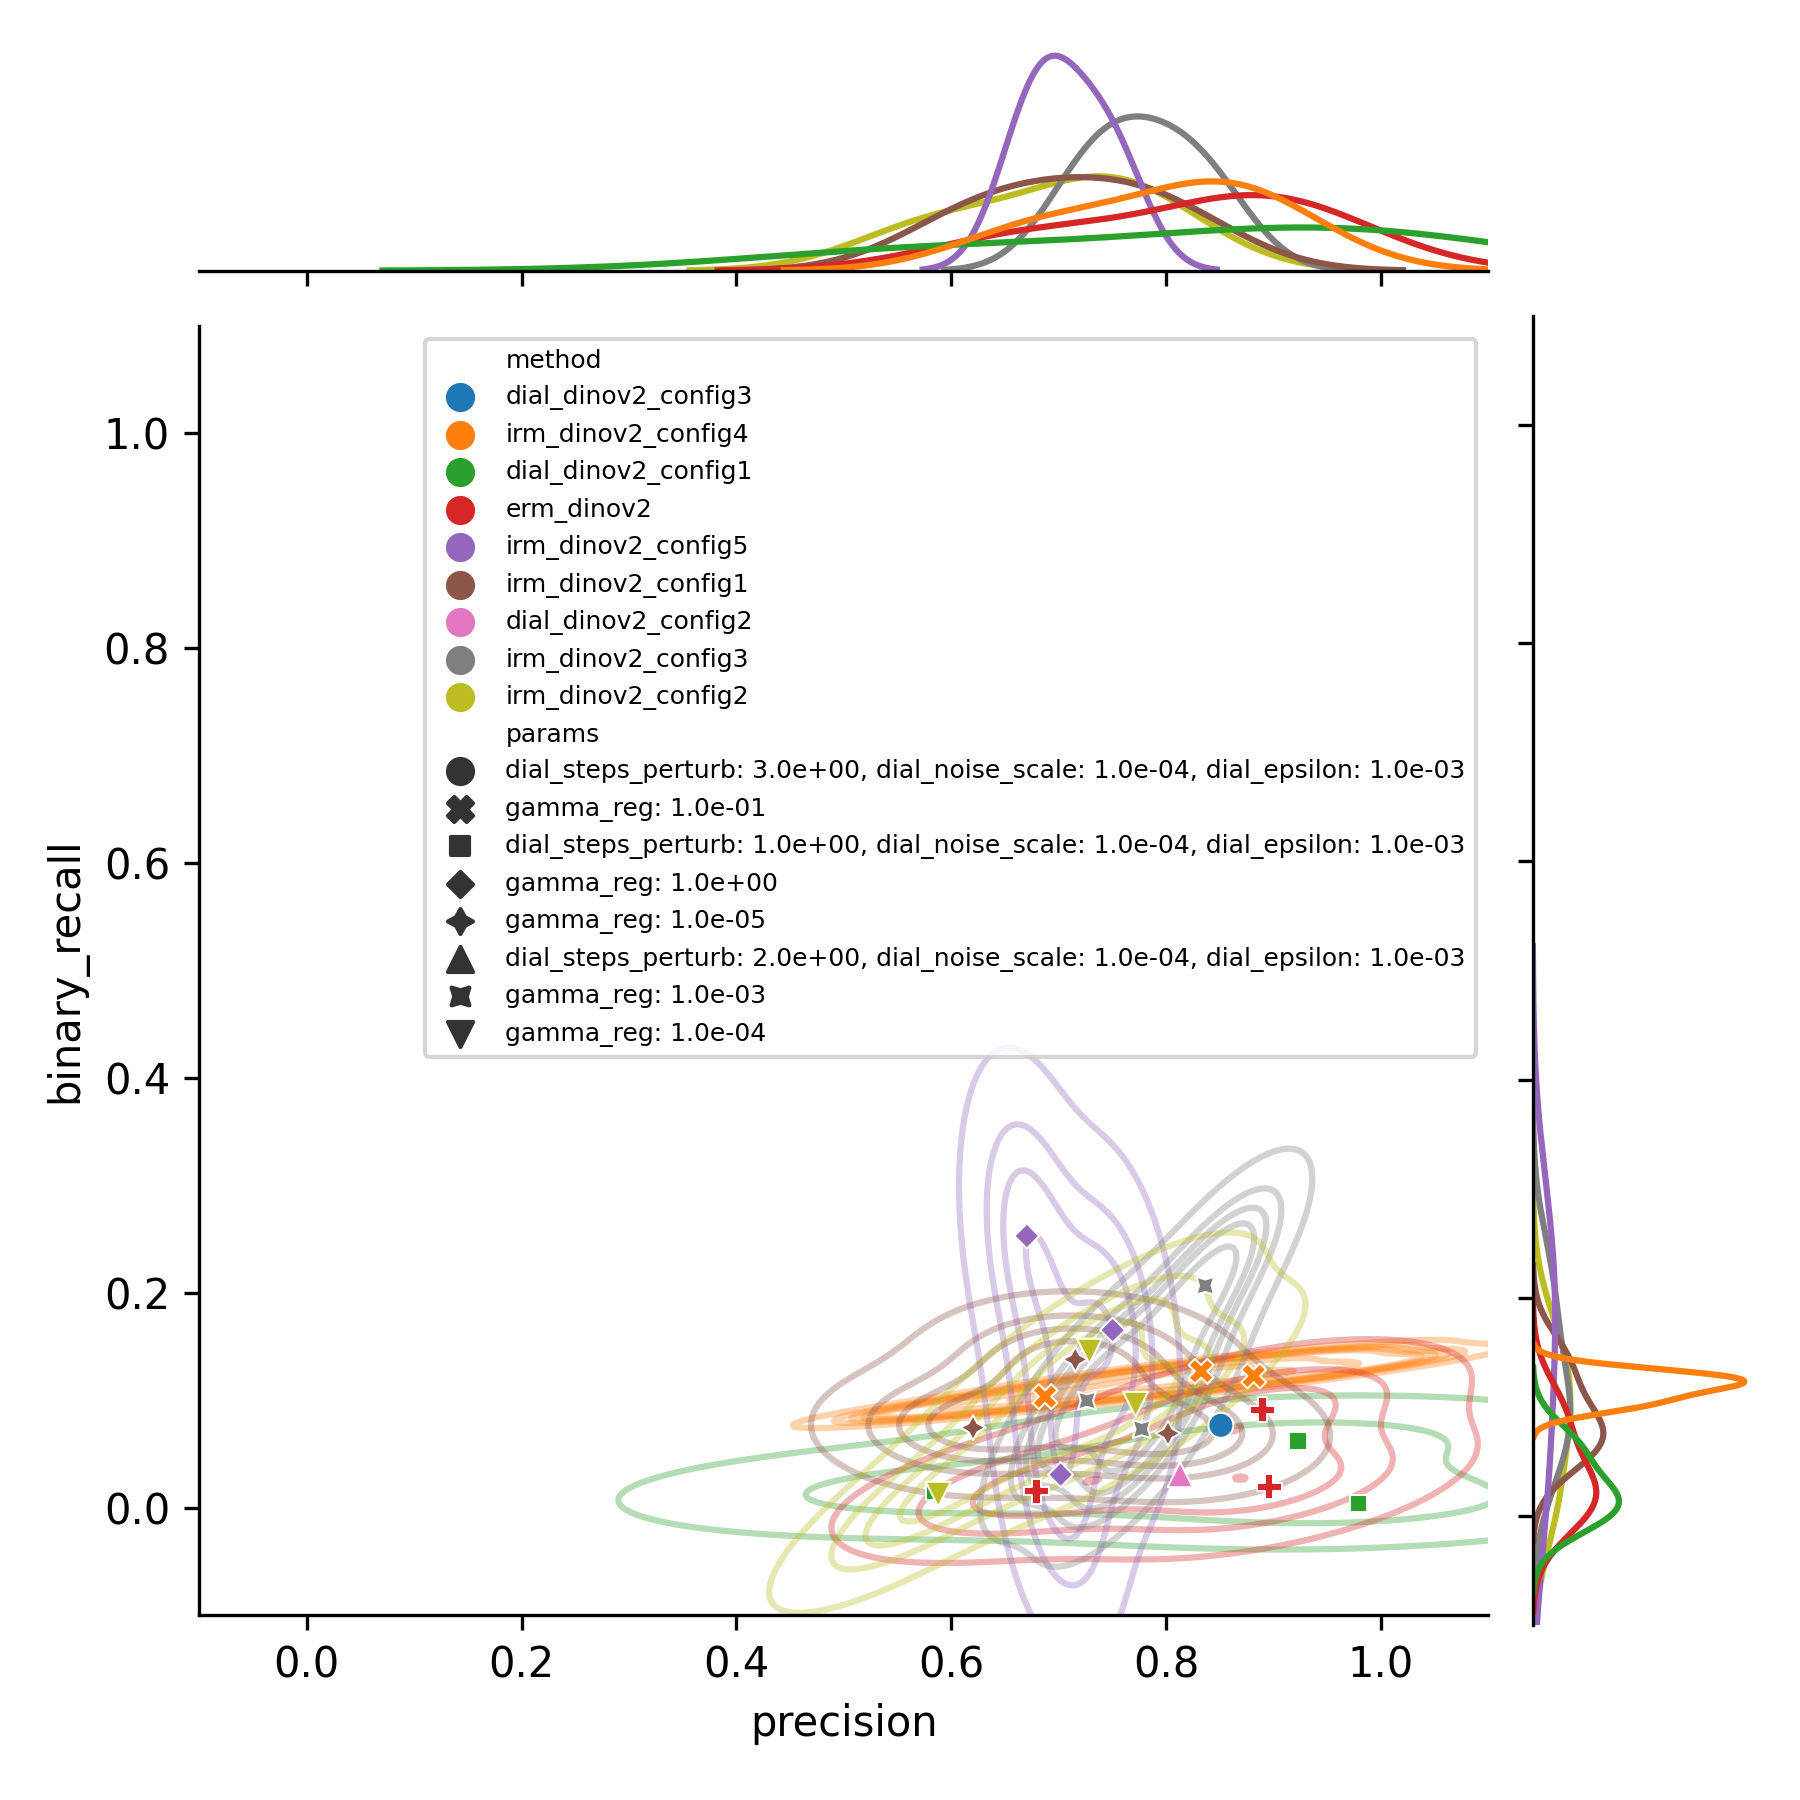 method
dial_dinov2_config3
irm_dinov2_config4
dial_dinov2_config1
erm_dinov2
irm_dinov2_config5
irm_dinov2_config1
dial_dinov2_config2
irm_dinov2_config3
irm_dinov2_config2
params
dial_steps_perturb: 3.0e+00, dial_noise_scale: 1.0e-04, dial_epsilon: 1.0e-03
gamma_reg: 1.0e-01
dial_steps_perturb: 1.0e+00, dial_noise_scale: 1.0e-04, dial_epsilon: 1.0e-03
gamma_reg: 1.0e+00
gamma_reg: 1.0e-05
dial_steps_perturb: 2.0e+00, dial_noise_scale: 1.0e-04, dial_epsilon: 1.0e-03
gamma_reg: 1.0e-03
gamma_reg: 1.0e-04
1.0
0.8
0.6
0.4
0.2
0.0
binary_recall
0.0 0.2 0.4 0.6 0.8 1.0
precision